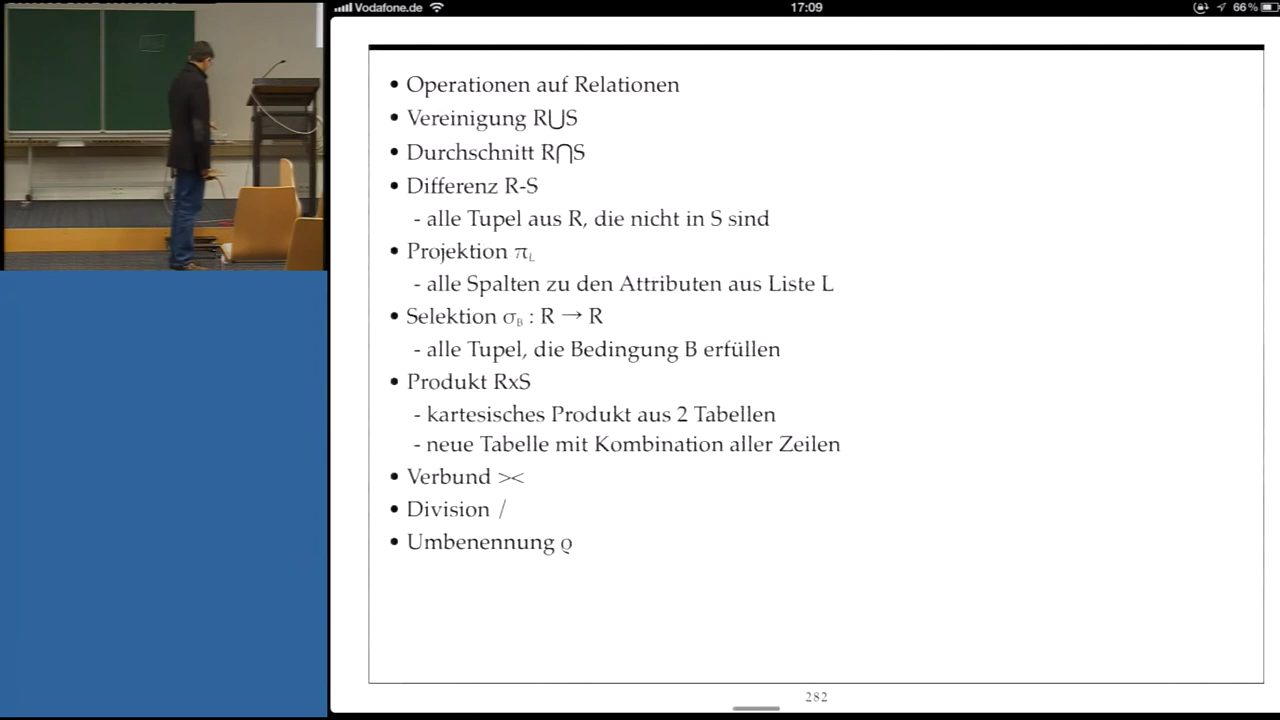 Vodafone.de 17:09 66%
• Operationen auf Relationen
• Vereinigung R⋃S
• Durchschnitt R⋂S
• Differenz R-S
- alle Tupel aus R, die nicht in S sind
• Projektion π_L
- alle Spalten zu den Attributen aus Liste L
• Selektion σ_B : R → R
- alle Tupel, die Bedingung B erfüllen
• Produkt RxS
- kartesisches Produkt aus 2 Tabellen
- neue Tabelle mit Kombination aller Zeilen
• Verbund ><
• Division /
• Umbenennung ϱ
282